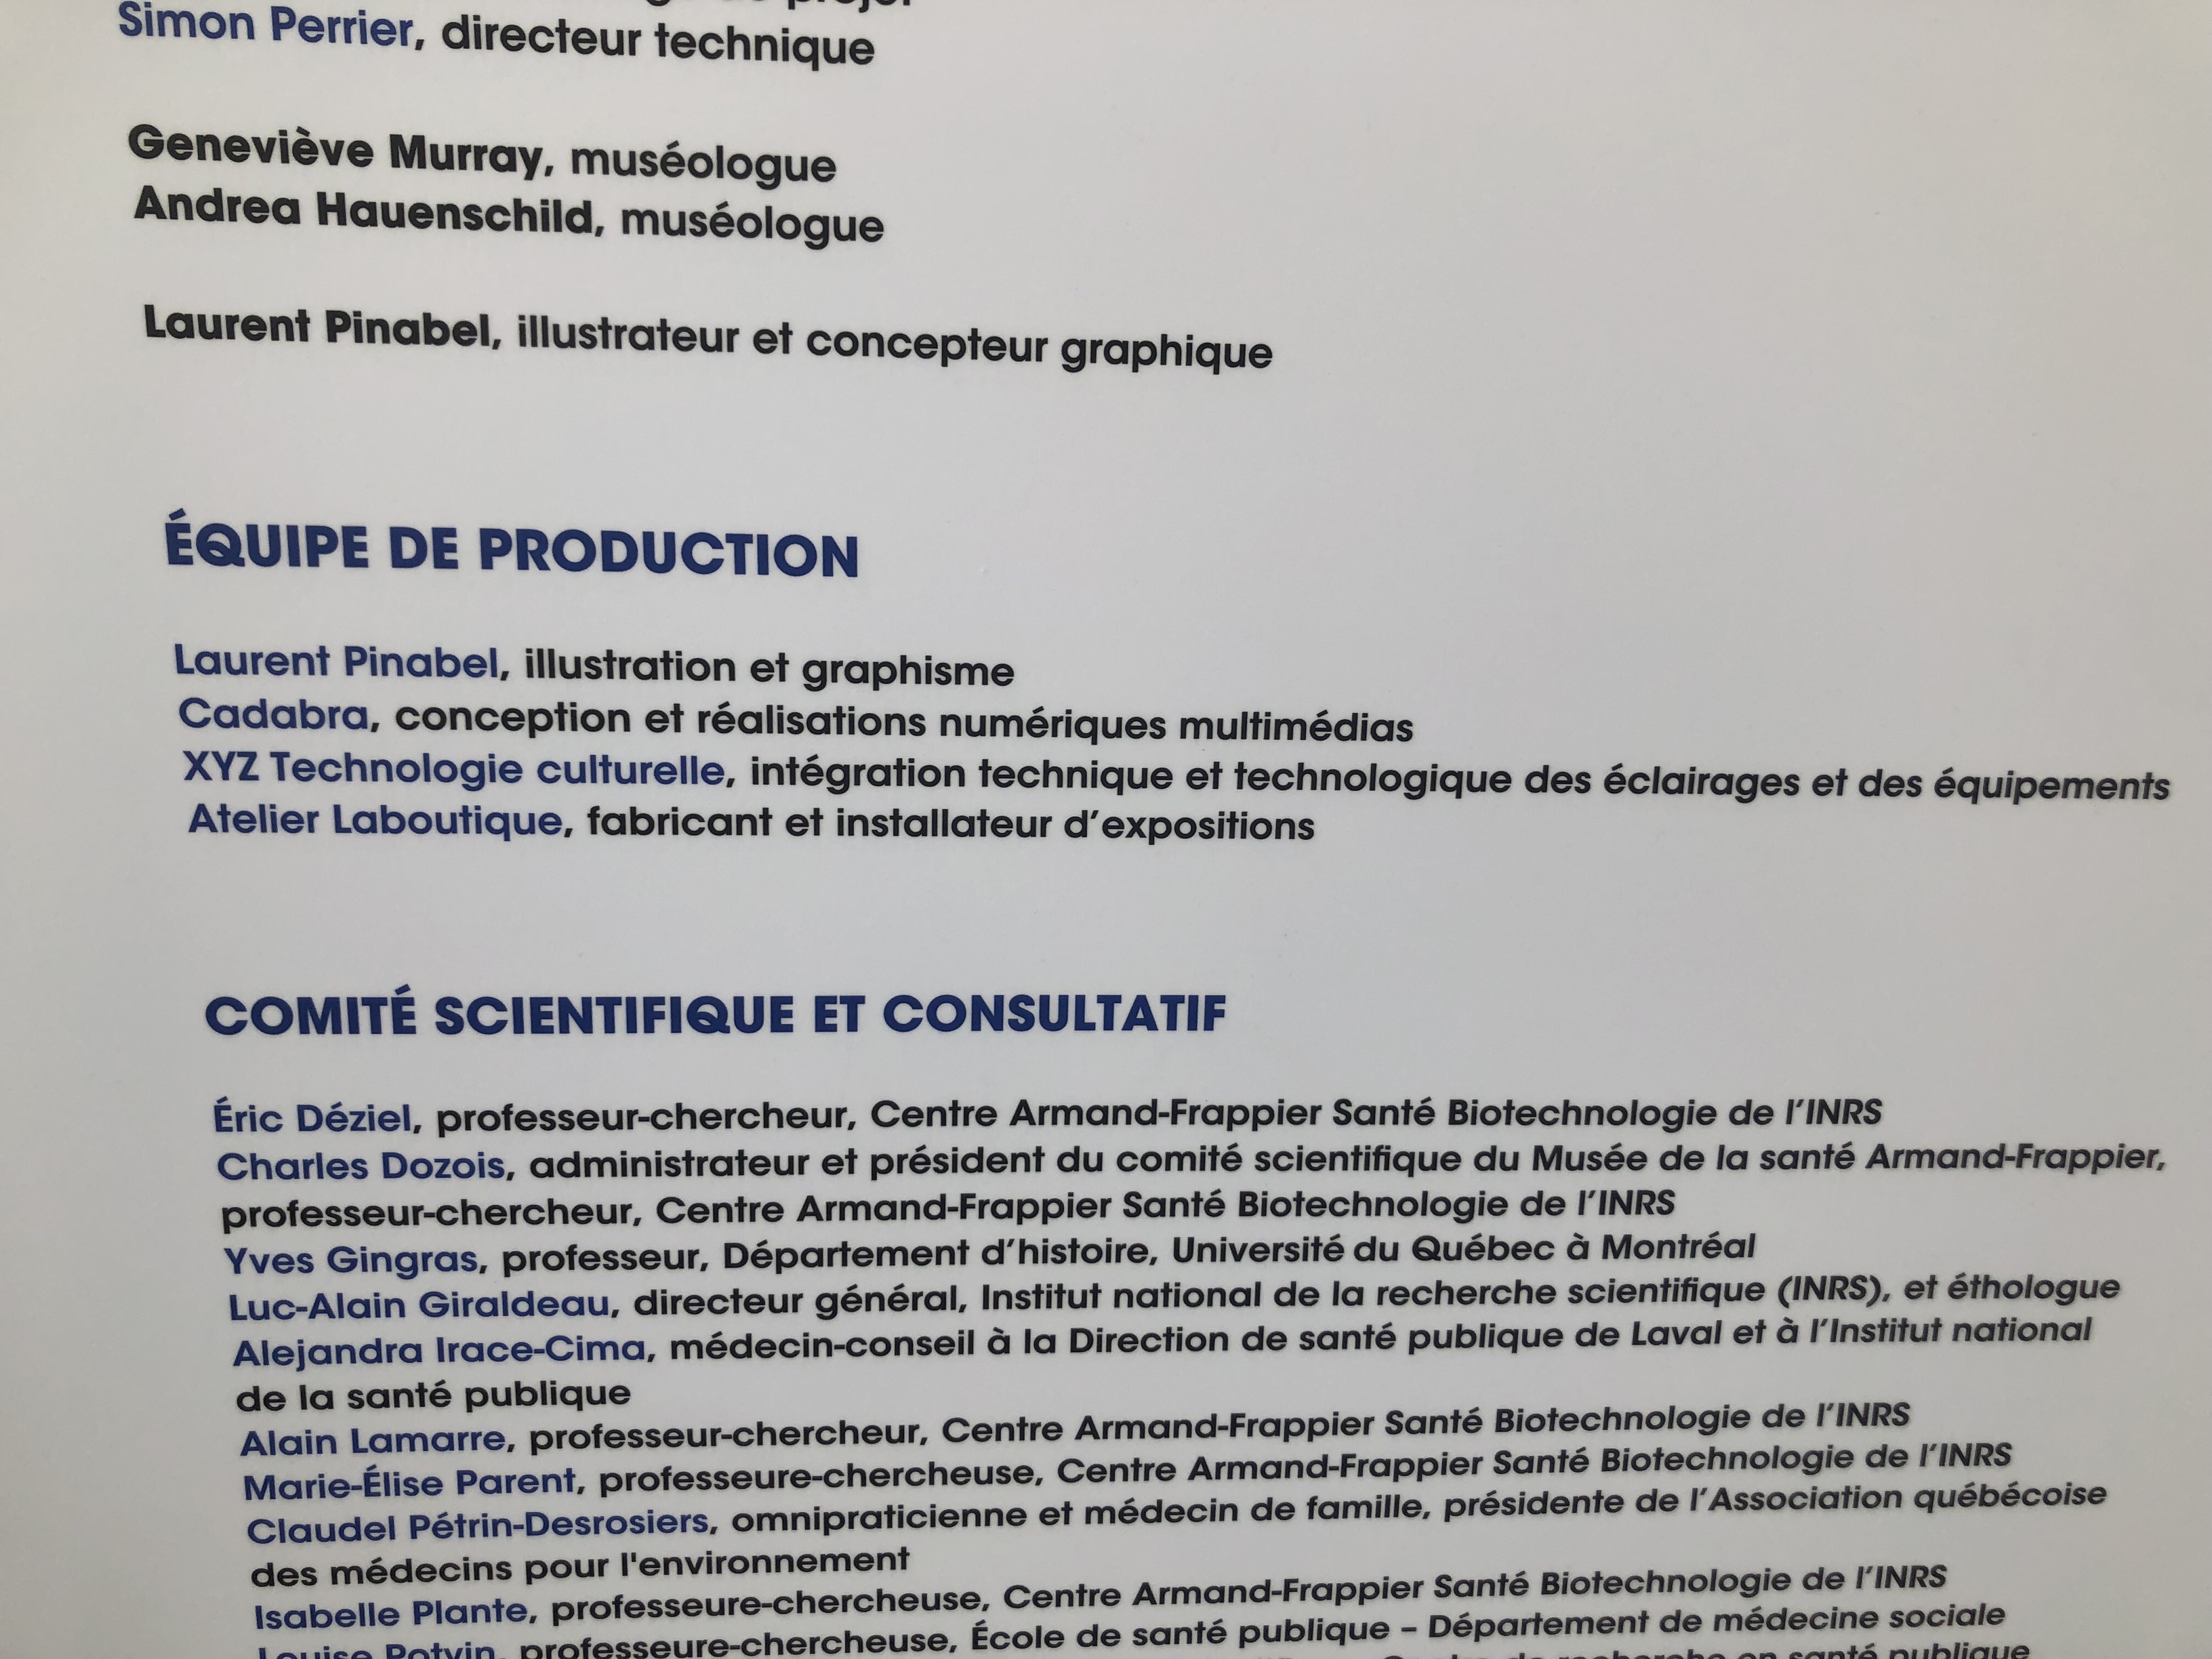 projet
Simon Perrier, directeur technique
Geneviève Murray, muséologue
Andrea Hauenschild, muséologue
Laurent Pinabel, illustrateur et concepteur graphique
ÉQUIPE DE PRODUCTION
Laurent Pinabel, illustration et graphisme
Cadabra, conception et réalisations numériques multimédias
XYZ Technologie culturelle, intégration technique et technologique des éclairages et des équipements
Atelier Laboutique, fabricant et installateur d’expositions
COMITÉ SCIENTIFIQUE ET CONSULTATIF
Éric Déziel, professeur-chercheur, Centre Armand-Frappier Santé Biotechnologie de l’INRS
Charles Dozois, administrateur et président du comité scientifique du Musée de la santé Armand-Frappier,
professeur-chercheur, Centre Armand-Frappier Santé Biotechnologie de l’INRS
Yves Gingras, professeur, Département d’histoire, Université du Québec à Montréal
Luc-Alain Giraldeau, directeur général, Institut national de la recherche scientifique (INRS), et éthologue
Alejandra Irace-Cima, médecin-conseil à la Direction de santé publique de Laval et à l’Institut national
de la santé publique
Alain Lamarre, professeur-chercheur, Centre Armand-Frappier Santé Biotechnologie de l’INRS
Marie-Élise Parent, professeure-chercheuse, Centre Armand-Frappier Santé Biotechnologie de l’INRS
Claudel Pétrin-Desrosiers, omnipraticienne et médecin de famille, présidente de l’Association québécoise
des médecins pour l'environnement
Isabelle Plante, professeure-chercheuse, Centre Armand-Frappier Santé Biotechnologie de l’INRS
Louise Potvin, professeure-chercheuse, École de santé publique – Département de médecine sociale
recherche en santé publique